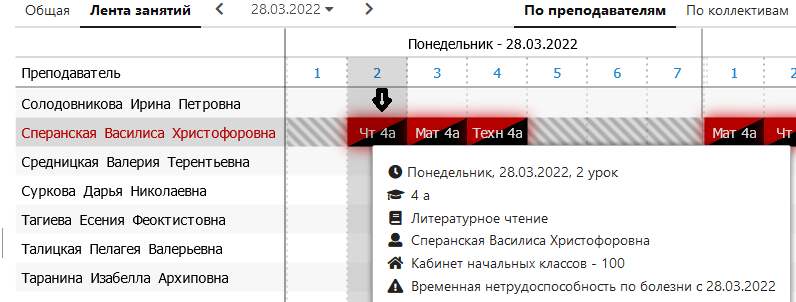 Общая Лента занятий 28.03.2022 По преподавателям По коллективам
Понедельник - 28.03.2022
Преподаватель 1 2 3 4 5 6 7 1 2
Солодовникова Ирина Петровна
Сперанская Василиса Христофоровна Чт 4а Мат 4а Техн 4а Мат 4а Чт
Средницкая Валерия Терентьевна
Суркова Дарья Николаевна
Тагиева Есения Феоктистовна
Талицкая Пелагея Валерьевна
Таранина Изабелла Архиповна
Понедельник, 28.03.2022, 2 урок
4 а
Литературное чтение
Сперанская Василиса Христофоровна
Кабинет начальных классов - 100
Временная нетрудоспособность по болезни с 28.03.2022